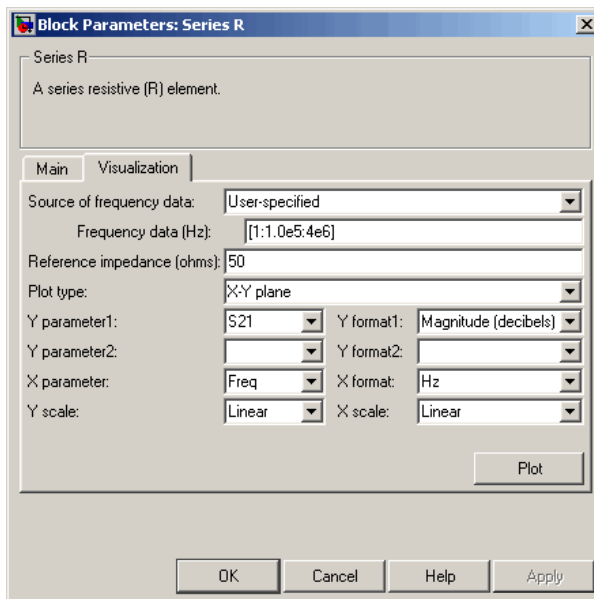 Block Parameters: Series R
Series R
A series resistive (R) element.
Main Visualization
Source of frequency data: User-specified
Frequency data (Hz): [1:1.0e5:4e6]
Reference impedance (ohms): 50
Plot type: X-Y plane
Y parameter1: S21 Y format1: Magnitude (decibels)
Y parameter2: Y format2:
X parameter: Freq X format: Hz
Y scale: Linear X scale: Linear
Plot
OK Cancel Help Apply